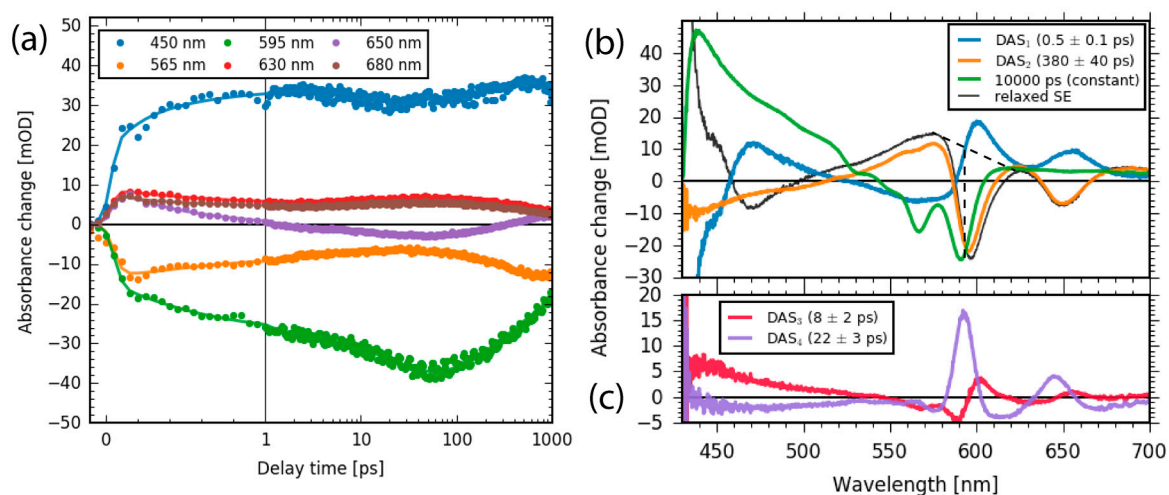 (a)
450 nm 595 nm 650 nm
565 nm 630 nm 680 nm
Absorbance change [mOD]
50
40
30
20
10
0
−10
−20
−30
−40
−50
0 1 10 100 1000
Delay time [ps]
(b)
DAS₁ (0.5 ± 0.1 ps)
DAS₂ (380 ± 40 ps)
10000 ps (constant)
relaxed SE
Absorbance change [mOD]
40
30
20
10
0
−10
−20
−30
(c)
DAS₃ (8 ± 2 ps)
DAS₄ (22 ± 3 ps)
20
15
10
5
0
−5
450 500 550 600 650 700
Wavelength [nm]